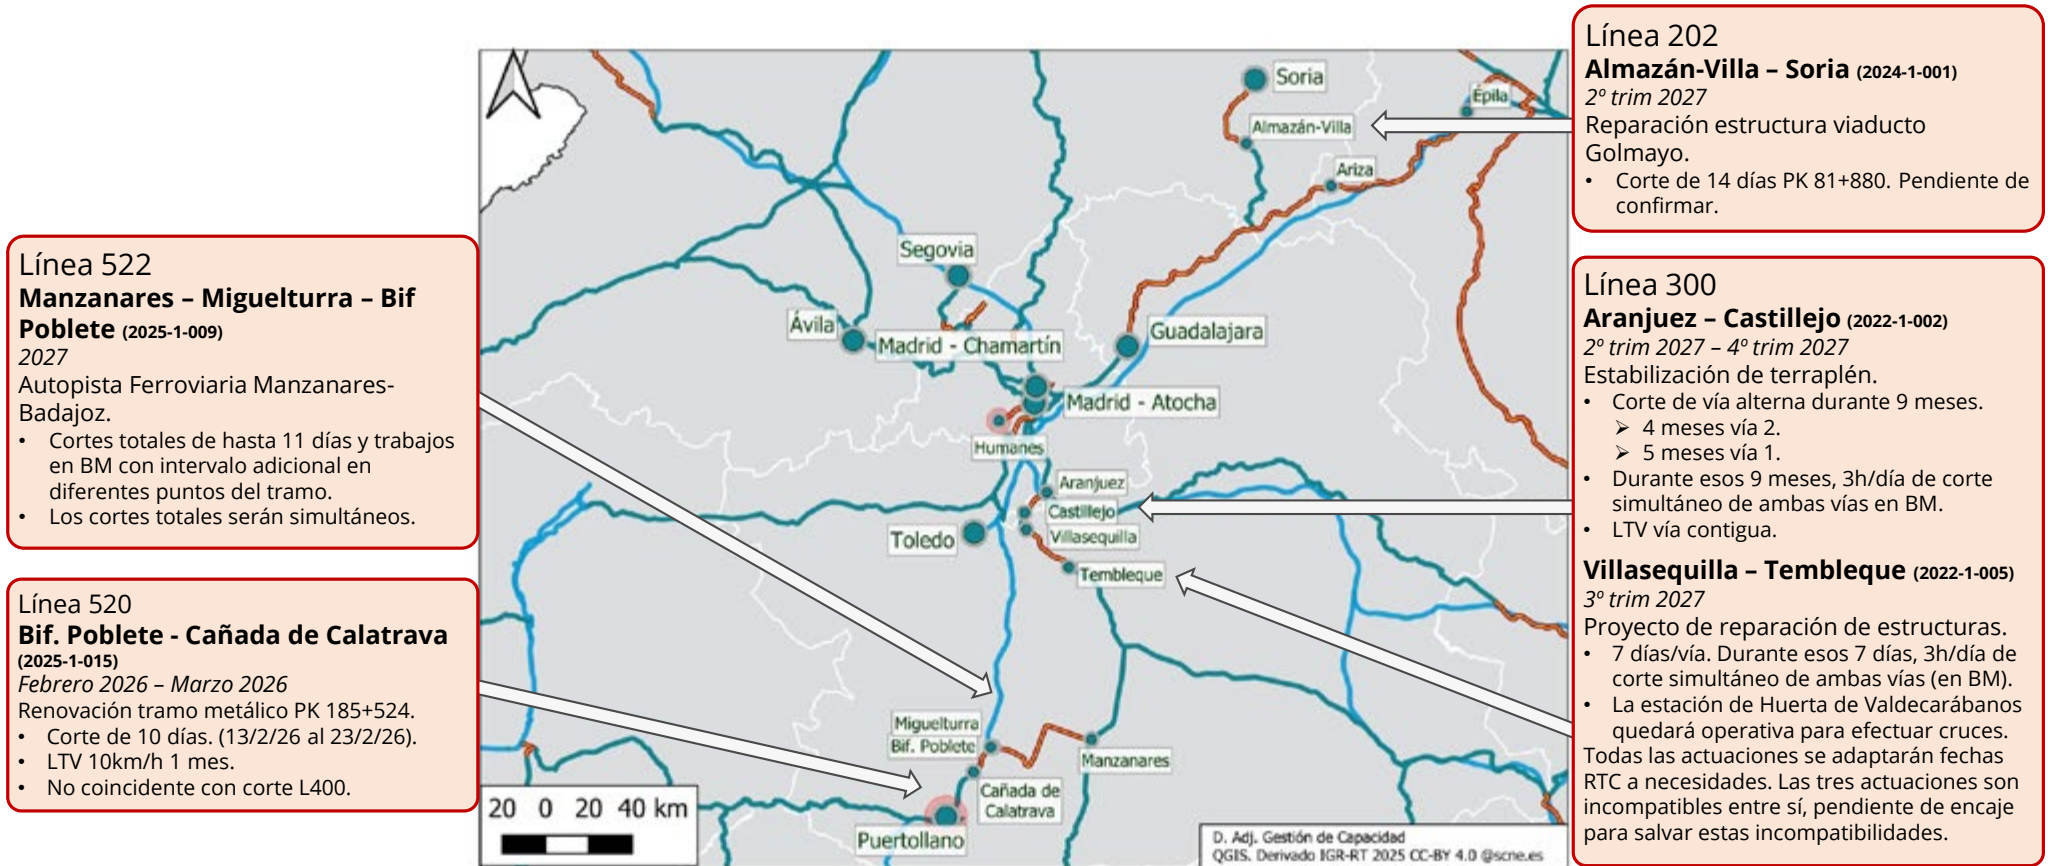 Línea 522
Manzanares – Miguelturra – Bif
Poblete (2025-1-009)
2027
Autopista Ferroviaria Manzanares-
Badajoz.
• Cortes totales de hasta 11 días y trabajos
en BM con intervalo adicional en
diferentes puntos del tramo.
• Los cortes totales serán simultáneos.
Línea 520
Bif. Poblete - Cañada de Calatrava
(2025-1-015)
Febrero 2026 – Marzo 2026
Renovación tramo metálico PK 185+524.
• Corte de 10 días. (13/2/26 al 23/2/26).
• LTV 10km/h 1 mes.
• No coincidente con corte L400.
Soria
Épila
Almazán-Villa
Ariza
Segovia
Ávila
Madrid - Chamartín
Guadalajara
Madrid - Atocha
Humanes
Aranjuez
Castillejo
Villasequilla
Toledo
Tembleque
Miguelturra
Bif. Poblete
Manzanares
Cañada de
Calatrava
Puertollano
20 0 20 40 km
D. Adj. Gestión de Capacidad
QGIS. Derivado IGR-RT 2025 CC-BY 4.0 @scne.es
Línea 202
Almazán-Villa – Soria (2024-1-001)
2º trim 2027
Reparación estructura viaducto
Golmayo.
• Corte de 14 días PK 81+880. Pendiente de
confirmar.
Línea 300
Aranjuez – Castillejo (2022-1-002)
2º trim 2027 – 4º trim 2027
Estabilización de terraplén.
• Corte de vía alterna durante 9 meses.
➢ 4 meses vía 2.
➢ 5 meses vía 1.
• Durante esos 9 meses, 3h/día de corte
simultáneo de ambas vías en BM.
• LTV vía contigua.
Villasequilla – Tembleque (2022-1-005)
3º trim 2027
Proyecto de reparación de estructuras.
• 7 días/vía. Durante esos 7 días, 3h/día de
corte simultáneo de ambas vías (en BM).
• La estación de Huerta de Valdecarábanos
quedará operativa para efectuar cruces.
Todas las actuaciones se adaptarán fechas
RTC a necesidades. Las tres actuaciones son
incompatibles entre sí, pendiente de encaje
para salvar estas incompatibilidades.